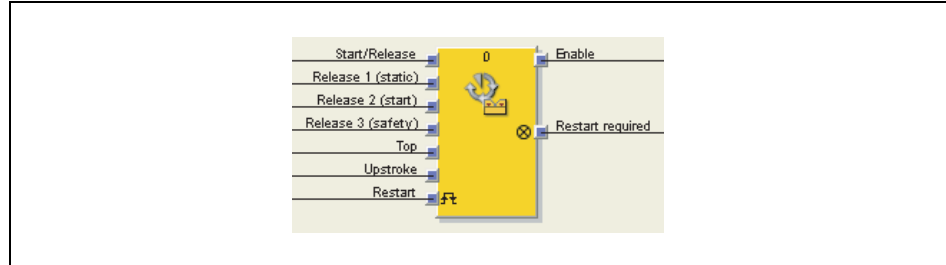 Start/Release
0
Enable
Release 1 (static)
Release 2 (start)
Release 3 (safety)
Restart required
Top
Upstroke
Restart